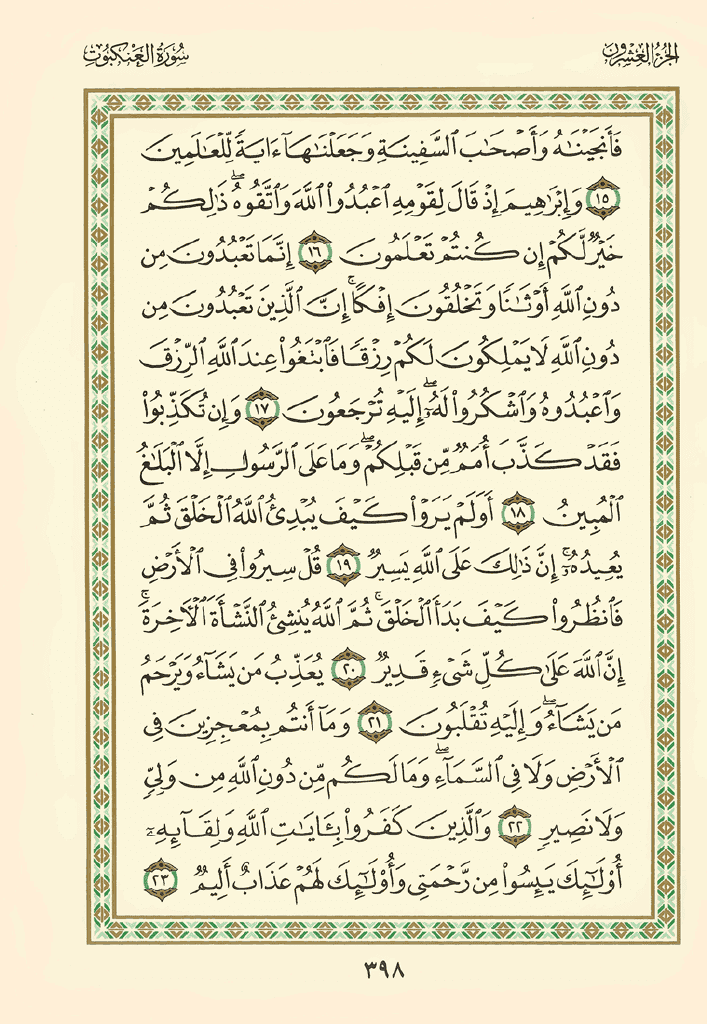 الجزء العشرون
سورة العنكبوت
فَأَنجَيْنَٰهُ وَأَصْحَٰبَ ٱلسَّفِينَةِ وَجَعَلْنَٰهَآ ءَايَةً لِّلْعَٰلَمِينَ
١٥ وَإِبْرَٰهِيمَ إِذْ قَالَ لِقَوْمِهِ ٱعْبُدُوا۟ ٱللَّهَ وَٱتَّقُوهُ ۖ ذَٰلِكُمْ
خَيْرٌ لَّكُمْ إِن كُنتُمْ تَعْلَمُونَ ١٦ إِنَّمَا تَعْبُدُونَ مِن
دُونِ ٱللَّهِ أَوْثَٰنًا وَتَخْلُقُونَ إِفْكًا ۚ إِنَّ ٱلَّذِينَ تَعْبُدُونَ مِن
دُونِ ٱللَّهِ لَا يَمْلِكُونَ لَكُمْ رِزْقًا فَٱبْتَغُوا۟ عِندَ ٱللَّهِ ٱلرِّزْقَ
وَٱعْبُدُوهُ وَٱشْكُرُوا۟ لَهُۥٓ ۖ إِلَيْهِ تُرْجَعُونَ ١٧ وَإِن تُكَذِّبُوا۟
فَقَدْ كَذَّبَ أُمَمٌ مِّن قَبْلِكُمْ ۖ وَمَا عَلَى ٱلرَّسُولِ إِلَّا ٱلْبَلَٰغُ
ٱلْمُبِينُ ١٨ أَوَلَمْ يَرَوْا۟ كَيْفَ يُبْدِئُ ٱللَّهُ ٱلْخَلْقَ ثُمَّ
يُعِيدُهُۥٓ ۚ إِنَّ ذَٰلِكَ عَلَى ٱللَّهِ يَسِيرٌ ١٩ قُلْ سِيرُوا۟ فِى ٱلْأَرْضِ
فَٱنظُرُوا۟ كَيْفَ بَدَأَ ٱلْخَلْقَ ۚ ثُمَّ ٱللَّهُ يُنشِئُ ٱلنَّشْأَةَ ٱلْءَاخِرَةَ ۚ
إِنَّ ٱللَّهَ عَلَىٰ كُلِّ شَىْءٍ قَدِيرٌ ٢٠ يُعَذِّبُ مَن يَشَآءُ وَيَرْحَمُ
مَن يَشَآءُ ۖ وَإِلَيْهِ تُقْلَبُونَ ٢١ وَمَآ أَنتُم بِمُعْجِزِينَ فِى
ٱلْأَرْضِ وَلَا فِى ٱلسَّمَآءِ ۖ وَمَا لَكُم مِّن دُونِ ٱللَّهِ مِن وَلِىٍّ
وَلَا نَصِيرٍ ٢٢ وَٱلَّذِينَ كَفَرُوا۟ بِـَٔايَٰتِ ٱللَّهِ وَلِقَآئِهِۦٓ
أُو۟لَٰٓئِكَ يَئِسُوا۟ مِن رَّحْمَتِى وَأُو۟لَٰٓئِكَ لَهُمْ عَذَابٌ أَلِيمٌ ٢٣
٣٩٨